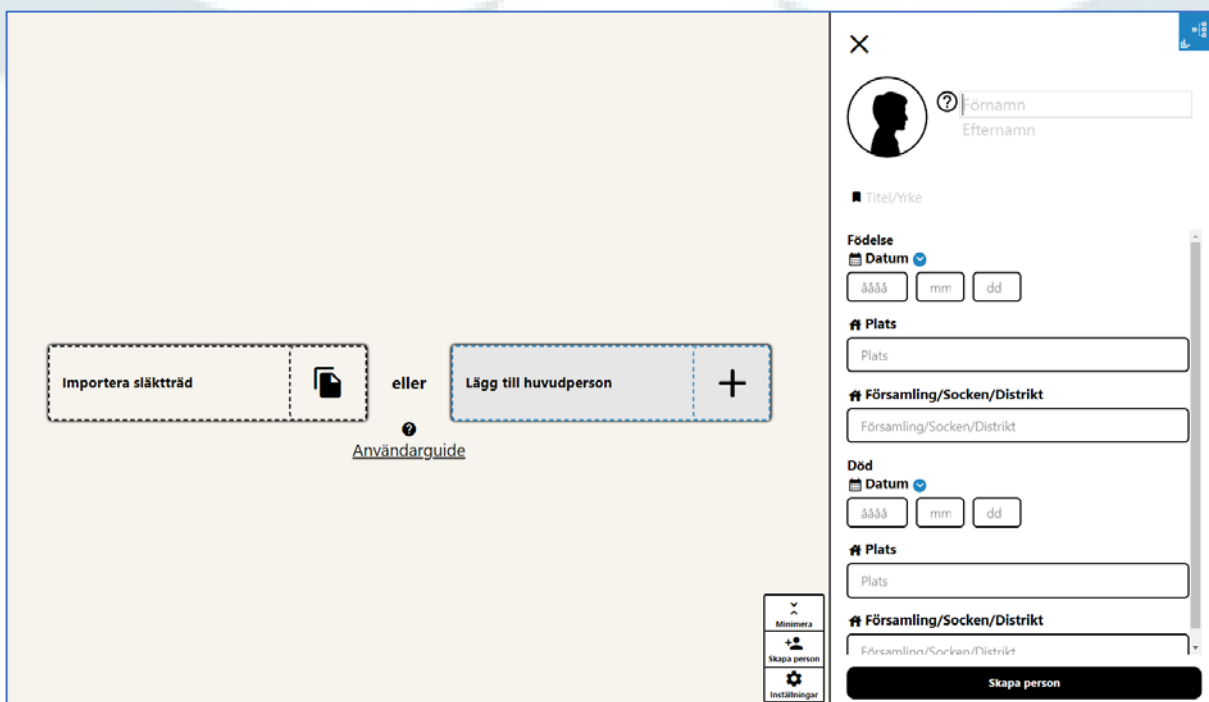 Importera släktträd
eller
Lägg till huvudperson
Användarguide
Minimera
Skapa person
Inställningar
Förnamn
Efternamn
Titel/Yrke
Födelse
Datum
åååå mm dd
Plats
Plats
Församling/Socken/Distrikt
Församling/Socken/Distrikt
Död
Datum
åååå mm dd
Plats
Plats
Församling/Socken/Distrikt
Församling/Socken/Distrikt
Skapa person